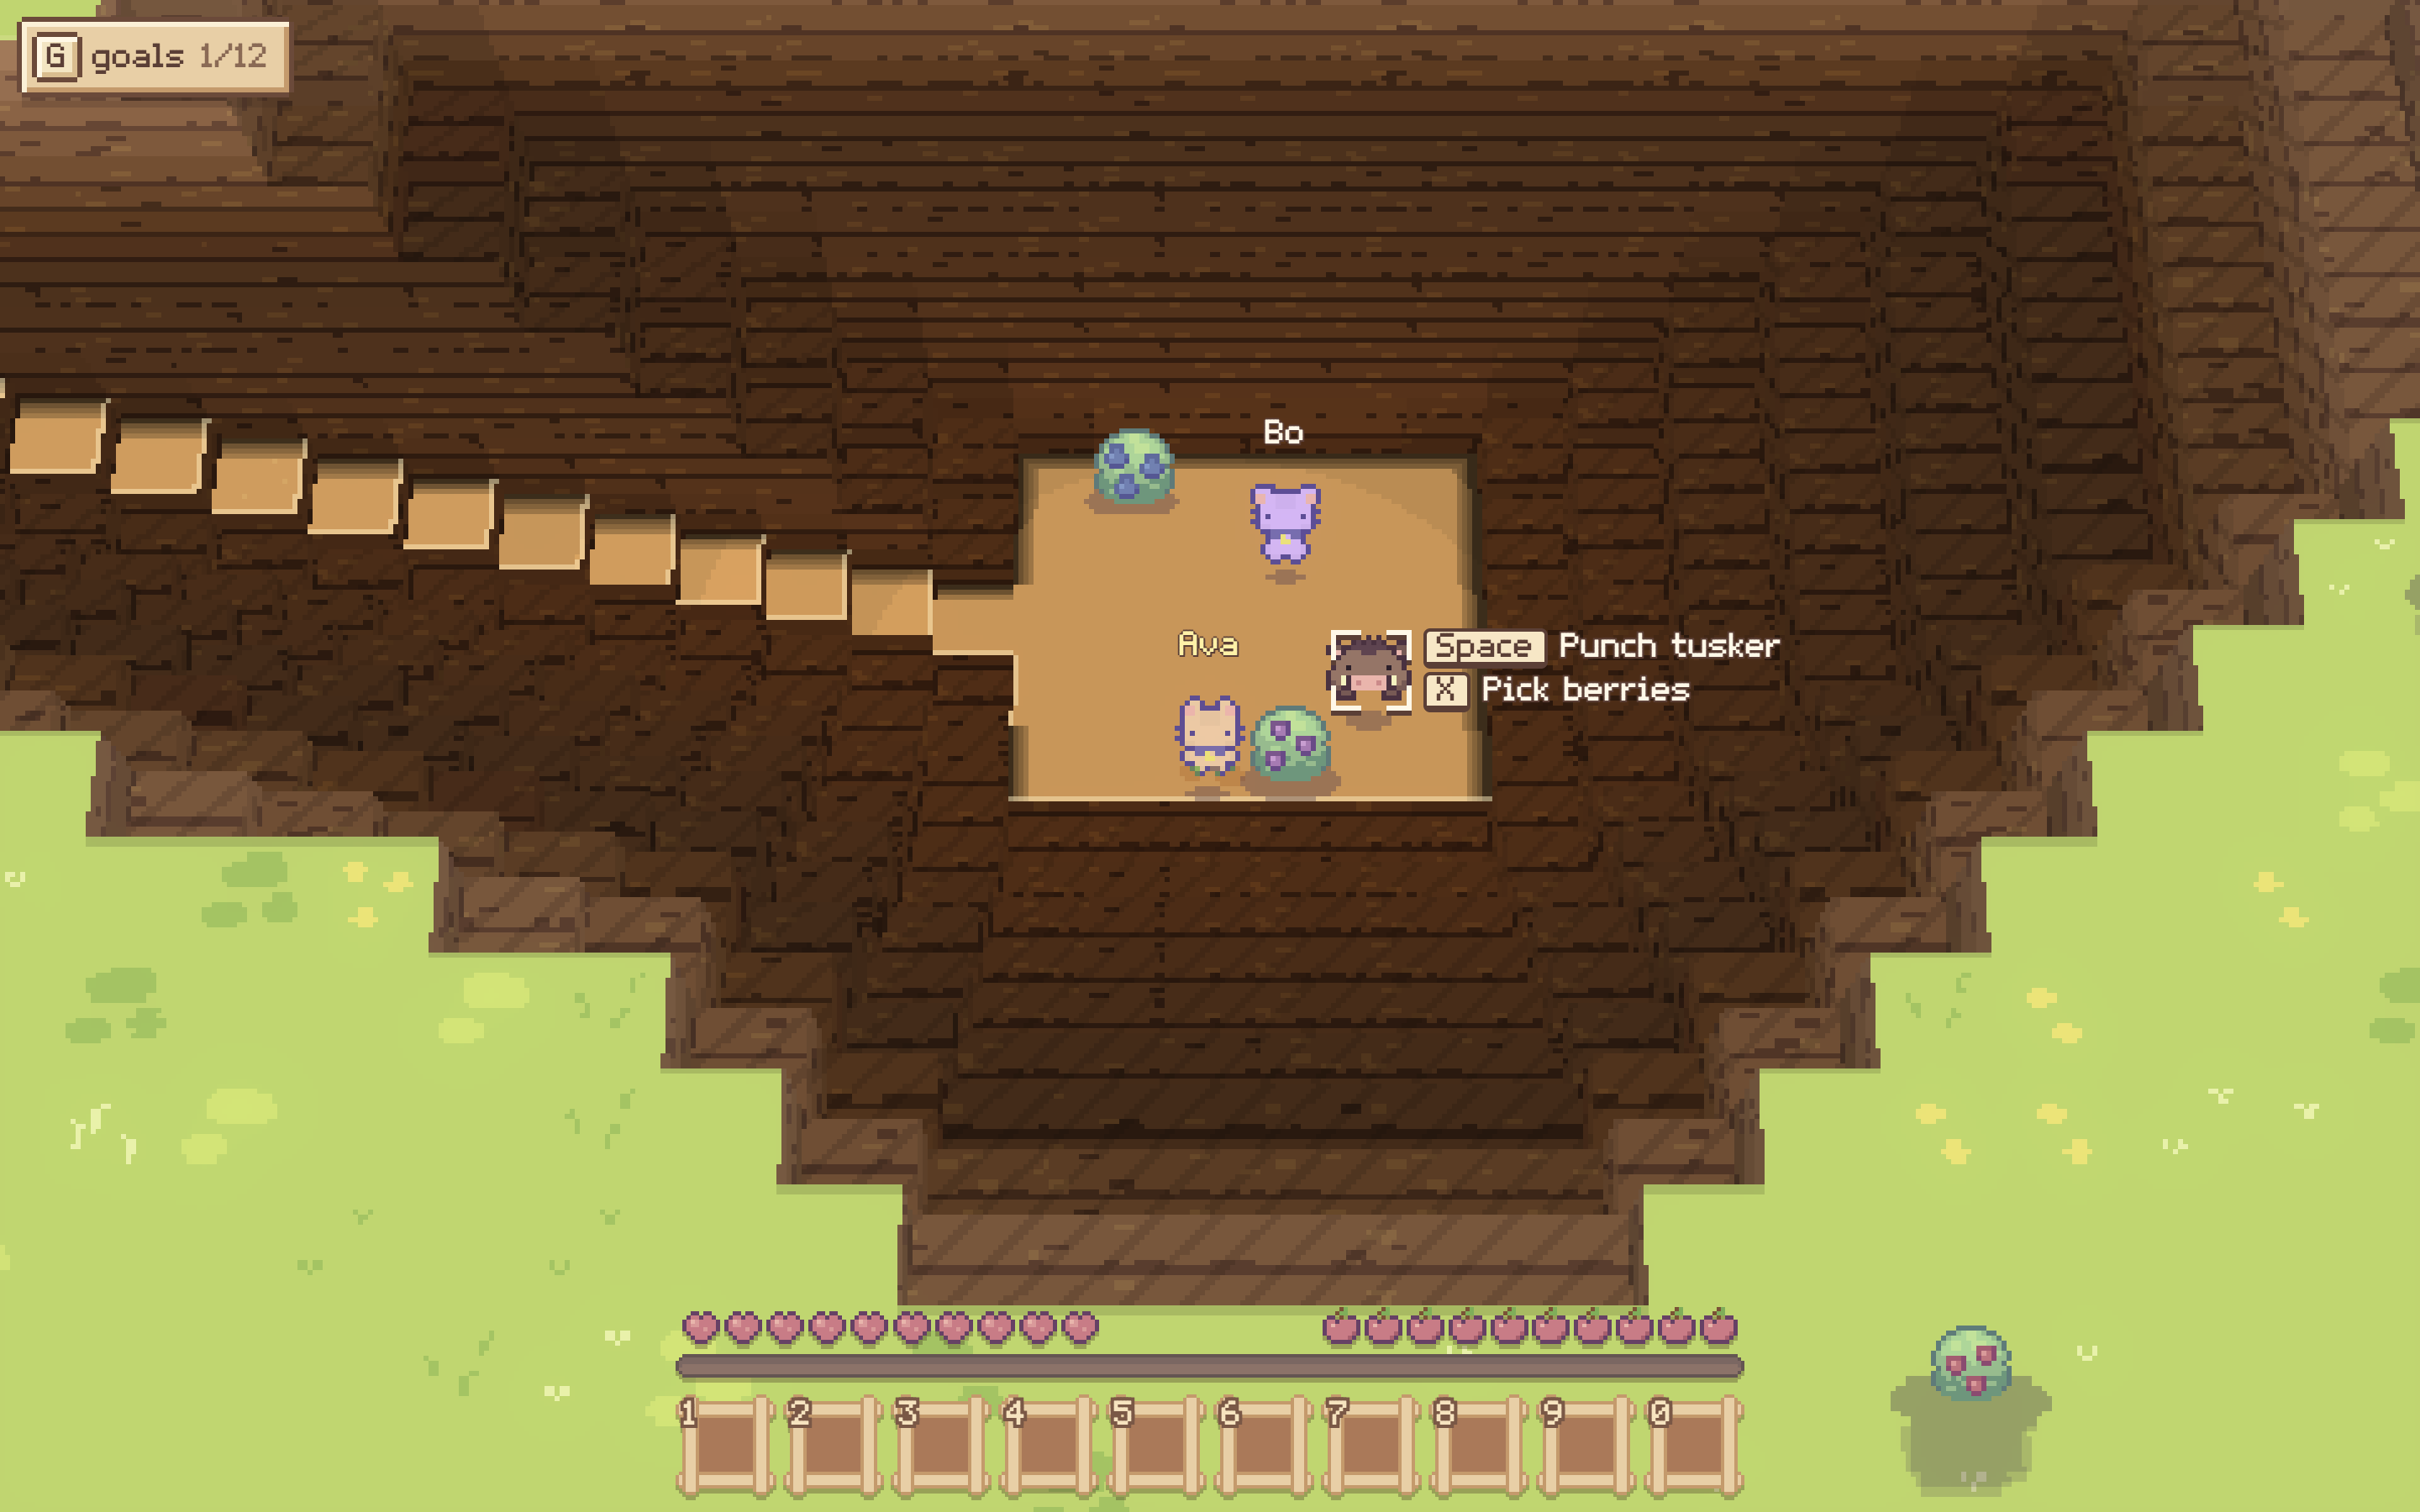 G goals 1/12
Bo
Ava
Space Punch tusker
X Pick berries
1 2 3 4 5 6 7 8 9 0